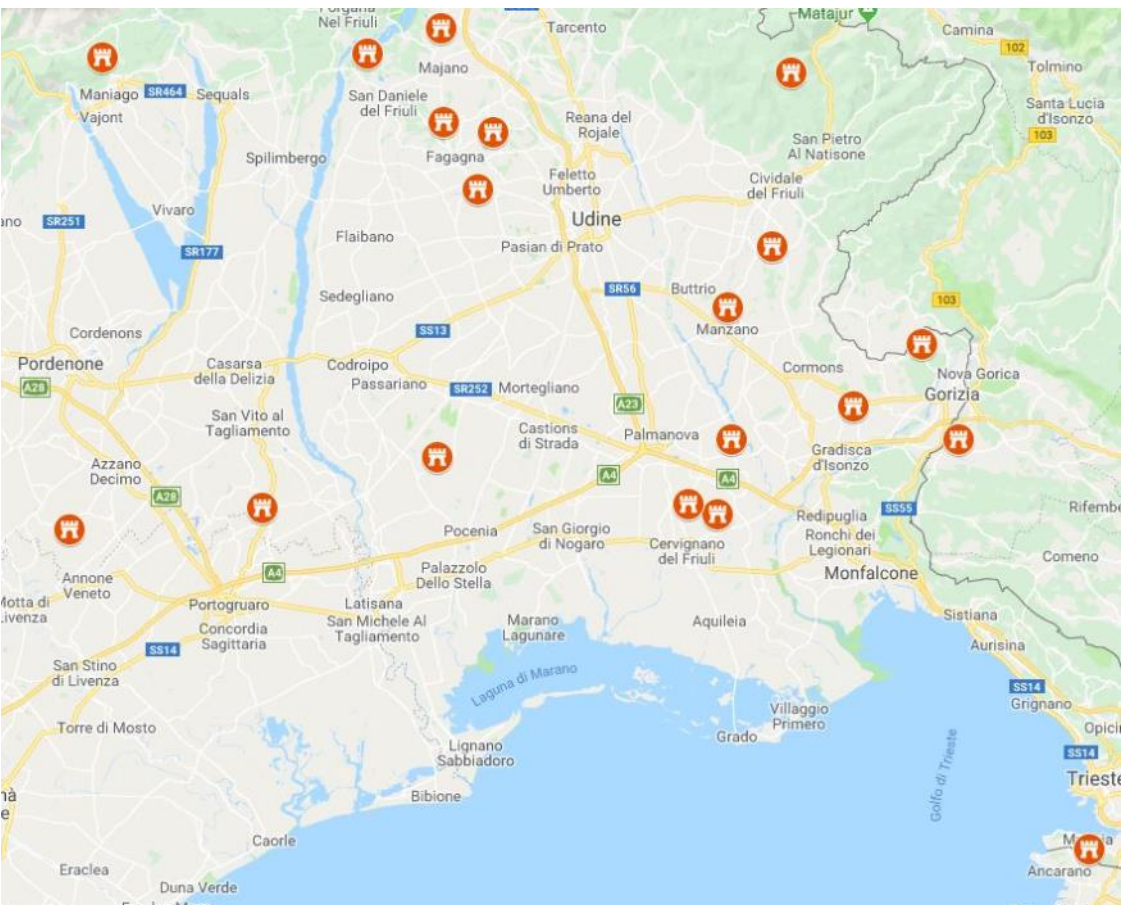 Nel Friuli
Matajur
Tarcento
Camina
102
Tolmino
Majano
Maniago
SR464
Sequals
San Daniele
del Friuli
Santa Lucia
d'Isonzo
Vajont
Reana del
Rojale
103
San Pietro
Al Natisone
Spilimbergo
Fagagna
Feletto
Umberto
Cividale
del Friuli
Vivaro
SR251
Udine
Flaibano
Pasian di Prato
SR177
Sedegliano
SR56
Buttrio
103
Cordenons
SS13
Manzano
Pordenone
Casarsa
della Delizia
Codroipo
Cormons
Nova Gorica
A28
Passariano
SR252
Mortegliano
Gorizia
A23
San Vito al
Tagliamento
Castions
di Strada
Palmanova
Gradisca
d'Isonzo
Azzano
Decimo
A4
A4
A28
SS55
Redipuglia
Pocenia
San Giorgio
di Nogaro
Cervignano
del Friuli
Ronchi dei
Legionari
Comeno
A4
Annone
Veneto
Palazzolo
Dello Stella
Monfalcone
Portogruaro
Latisana
San Michele Al
Tagliamento
Marano
Lagunare
Aquileia
Sistiana
Concordia
Sagittaria
SS14
Aurisina
San Stino
di Livenza
Laguna di Marano
SS14
Grignano
Villaggio
Primero
Torre di Mosto
Grado
Lignano
Sabbiadoro
Golfo di Trieste
SS14
Trieste
Bibione
Caorle
Ancarano
Eraclea
Duna Verde